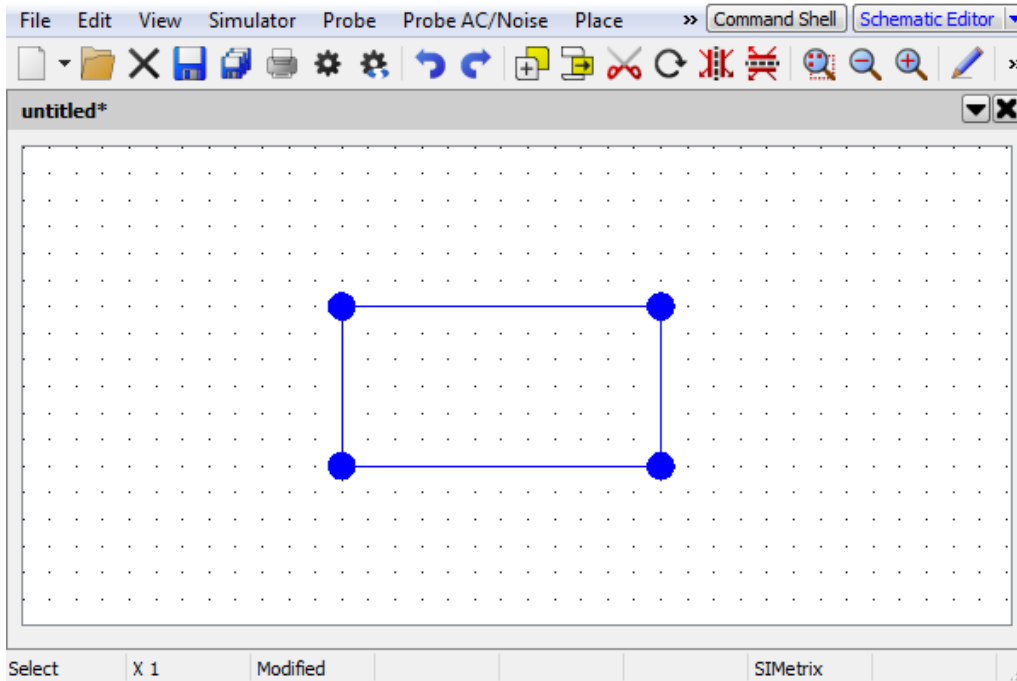 File Edit View Simulator Probe Probe AC/Noise Place » Command Shell Schematic Editor
untitled*
Select X 1 Modified SIMetrix